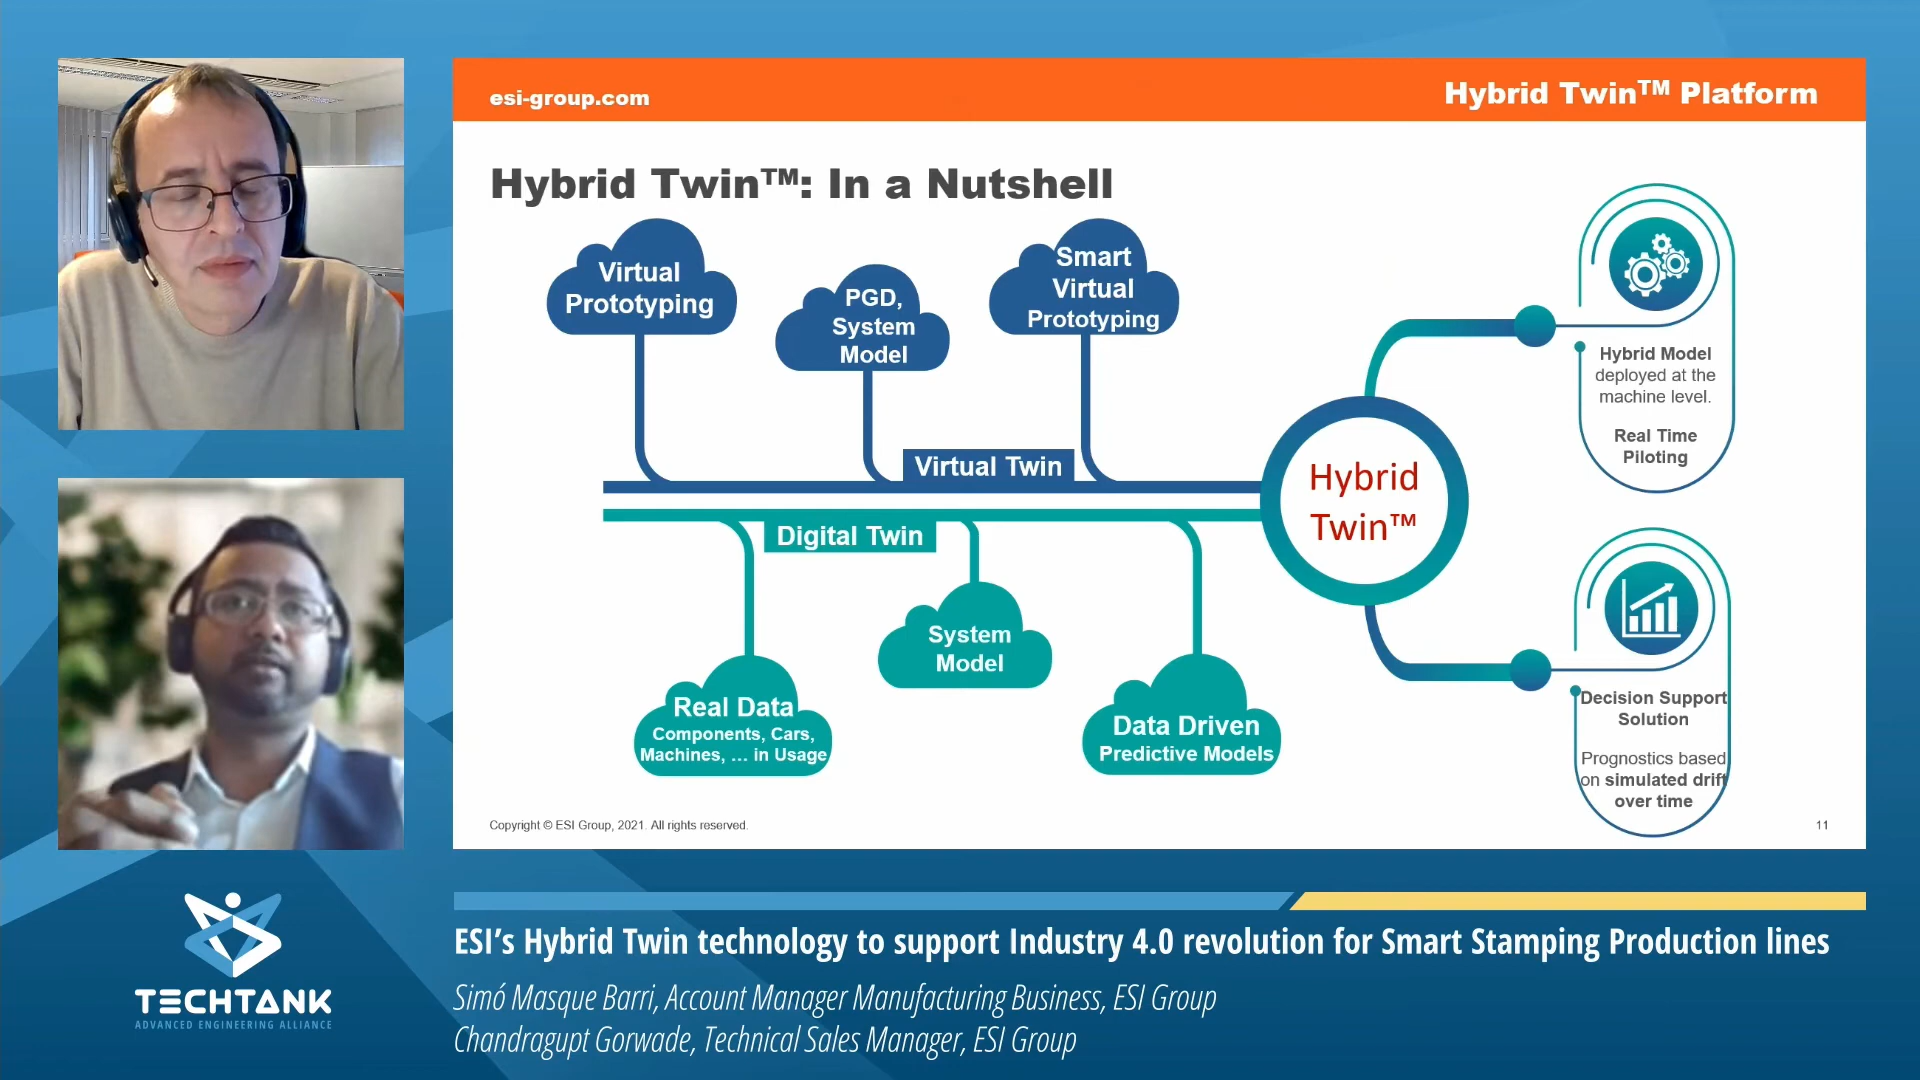 esi-group.com
Hybrid Twin™ Platform
Hybrid Twin™: In a Nutshell
Virtual
Prototyping
PGD,
System
Model
Smart
Virtual
Prototyping
Virtual Twin
Digital Twin
Real Data
Components, Cars,
Machines, ... in Usage
System
Model
Data Driven
Predictive Models
Hybrid
Twin™
Hybrid Model
deployed at the
machine level.
Real Time
Piloting
Decision Support
Solution
Prognostics based
on simulated drift
over time
Copyright © ESI Group, 2021. All rights reserved.
11
TECHTANK
ADVANCED ENGINEERING ALLIANCE
ESI’s Hybrid Twin technology to support Industry 4.0 revolution for Smart Stamping Production lines
Simó Masque Barri, Account Manager Manufacturing Business, ESI Group
Chandragupt Gorwade, Technical Sales Manager, ESI Group